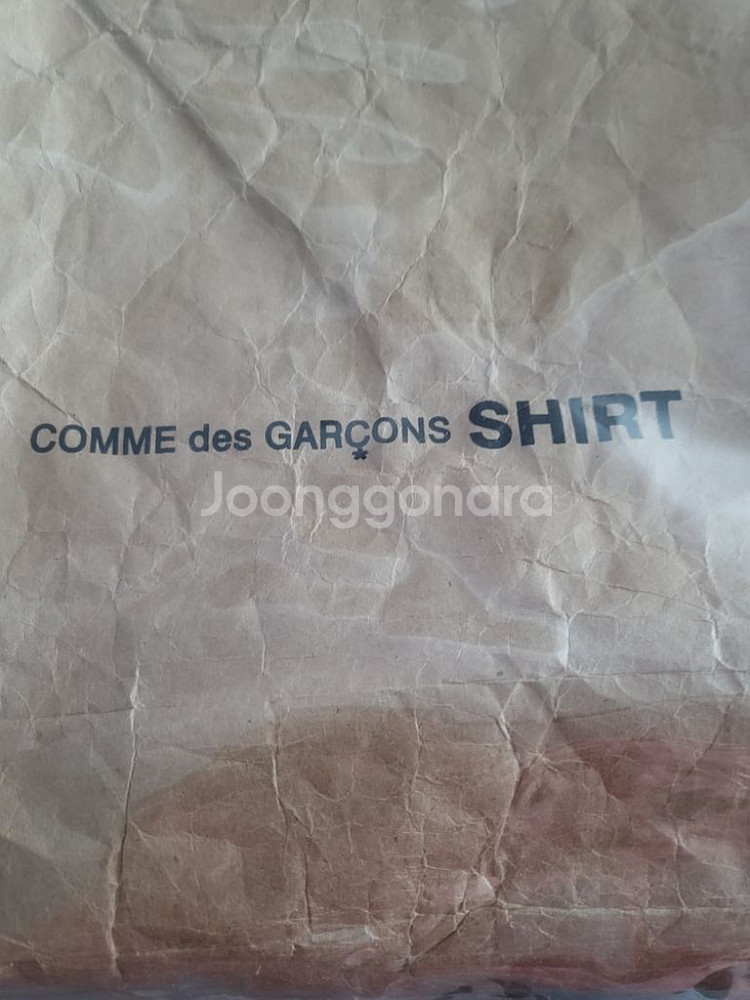 COMME des GARÇONS SHIRT
*
Joonggonara